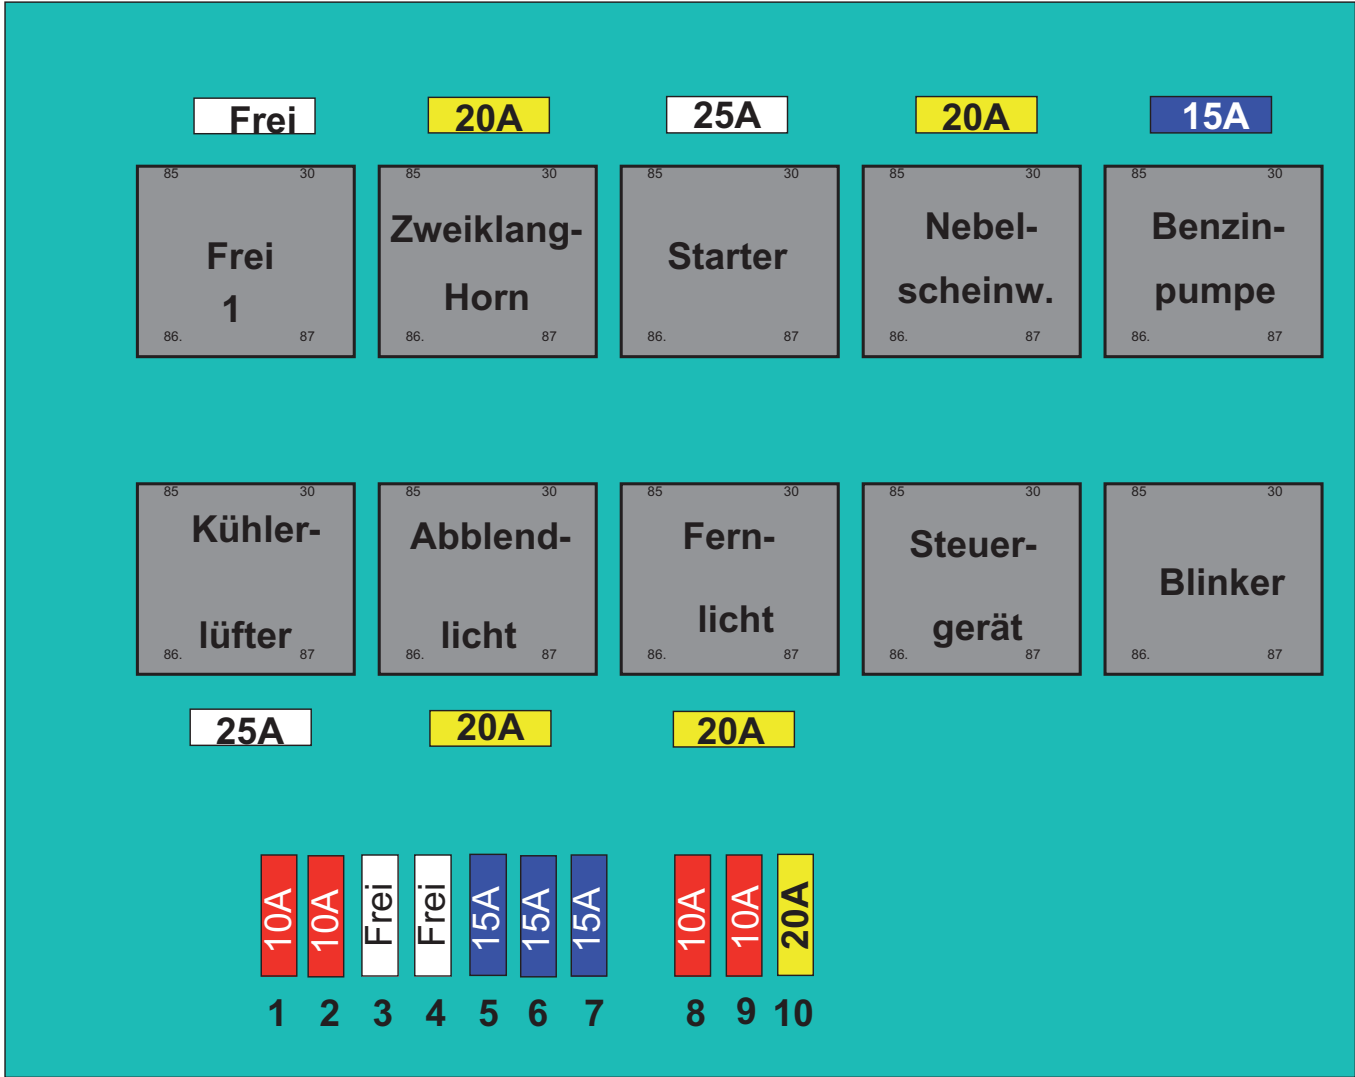 Frei 20A 25A 20A 15A
85 30 85 30 85 30 85 30 85 30
Frei
1
86. 87
Zweiklang-
Horn
86. 87
Starter
86. 87
Nebel-
scheinw.
86. 87
Benzin-
pumpe
86. 87
85 30 85 30 85 30 85 30 85 30
Kühler-
lüfter
86. 87
Abblend-
licht
86. 87
Fern-
licht
86. 87
Steuer-
gerät
86. 87
Blinker
86. 87
25A 20A 20A
10A 10A Frei Frei 15A 15A 15A 10A 10A 20A
1 2 3 4 5 6 7 8 9 10